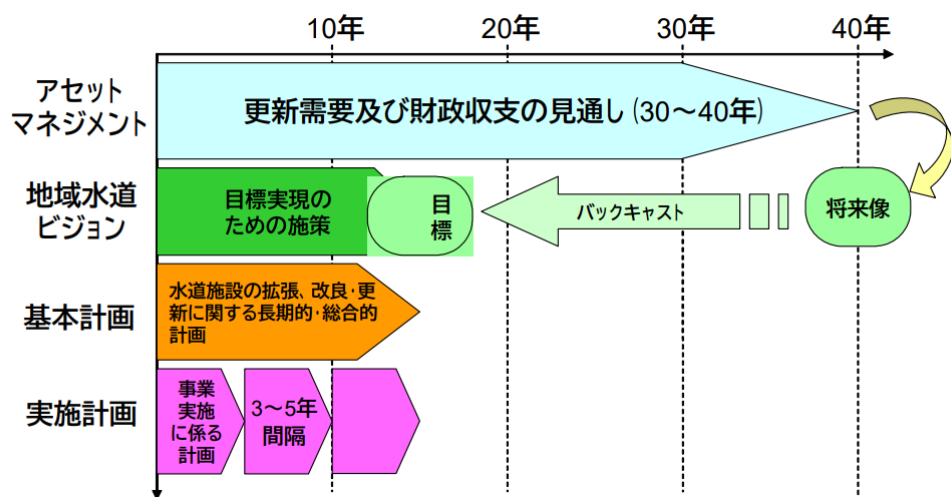 10年
20年
30年
40年
アセット
マネジメント
更新需要及び財政収支の見通し(30～40年)
地域水道
ビジョン
目標実現の
ための施策
目
標
バックキャスト
将来像
基本計画
水道施設の拡張、改良・更
新に関する長期的・総合的
計画
実施計画
事業
実施
に係る
計画
3～5年
間隔